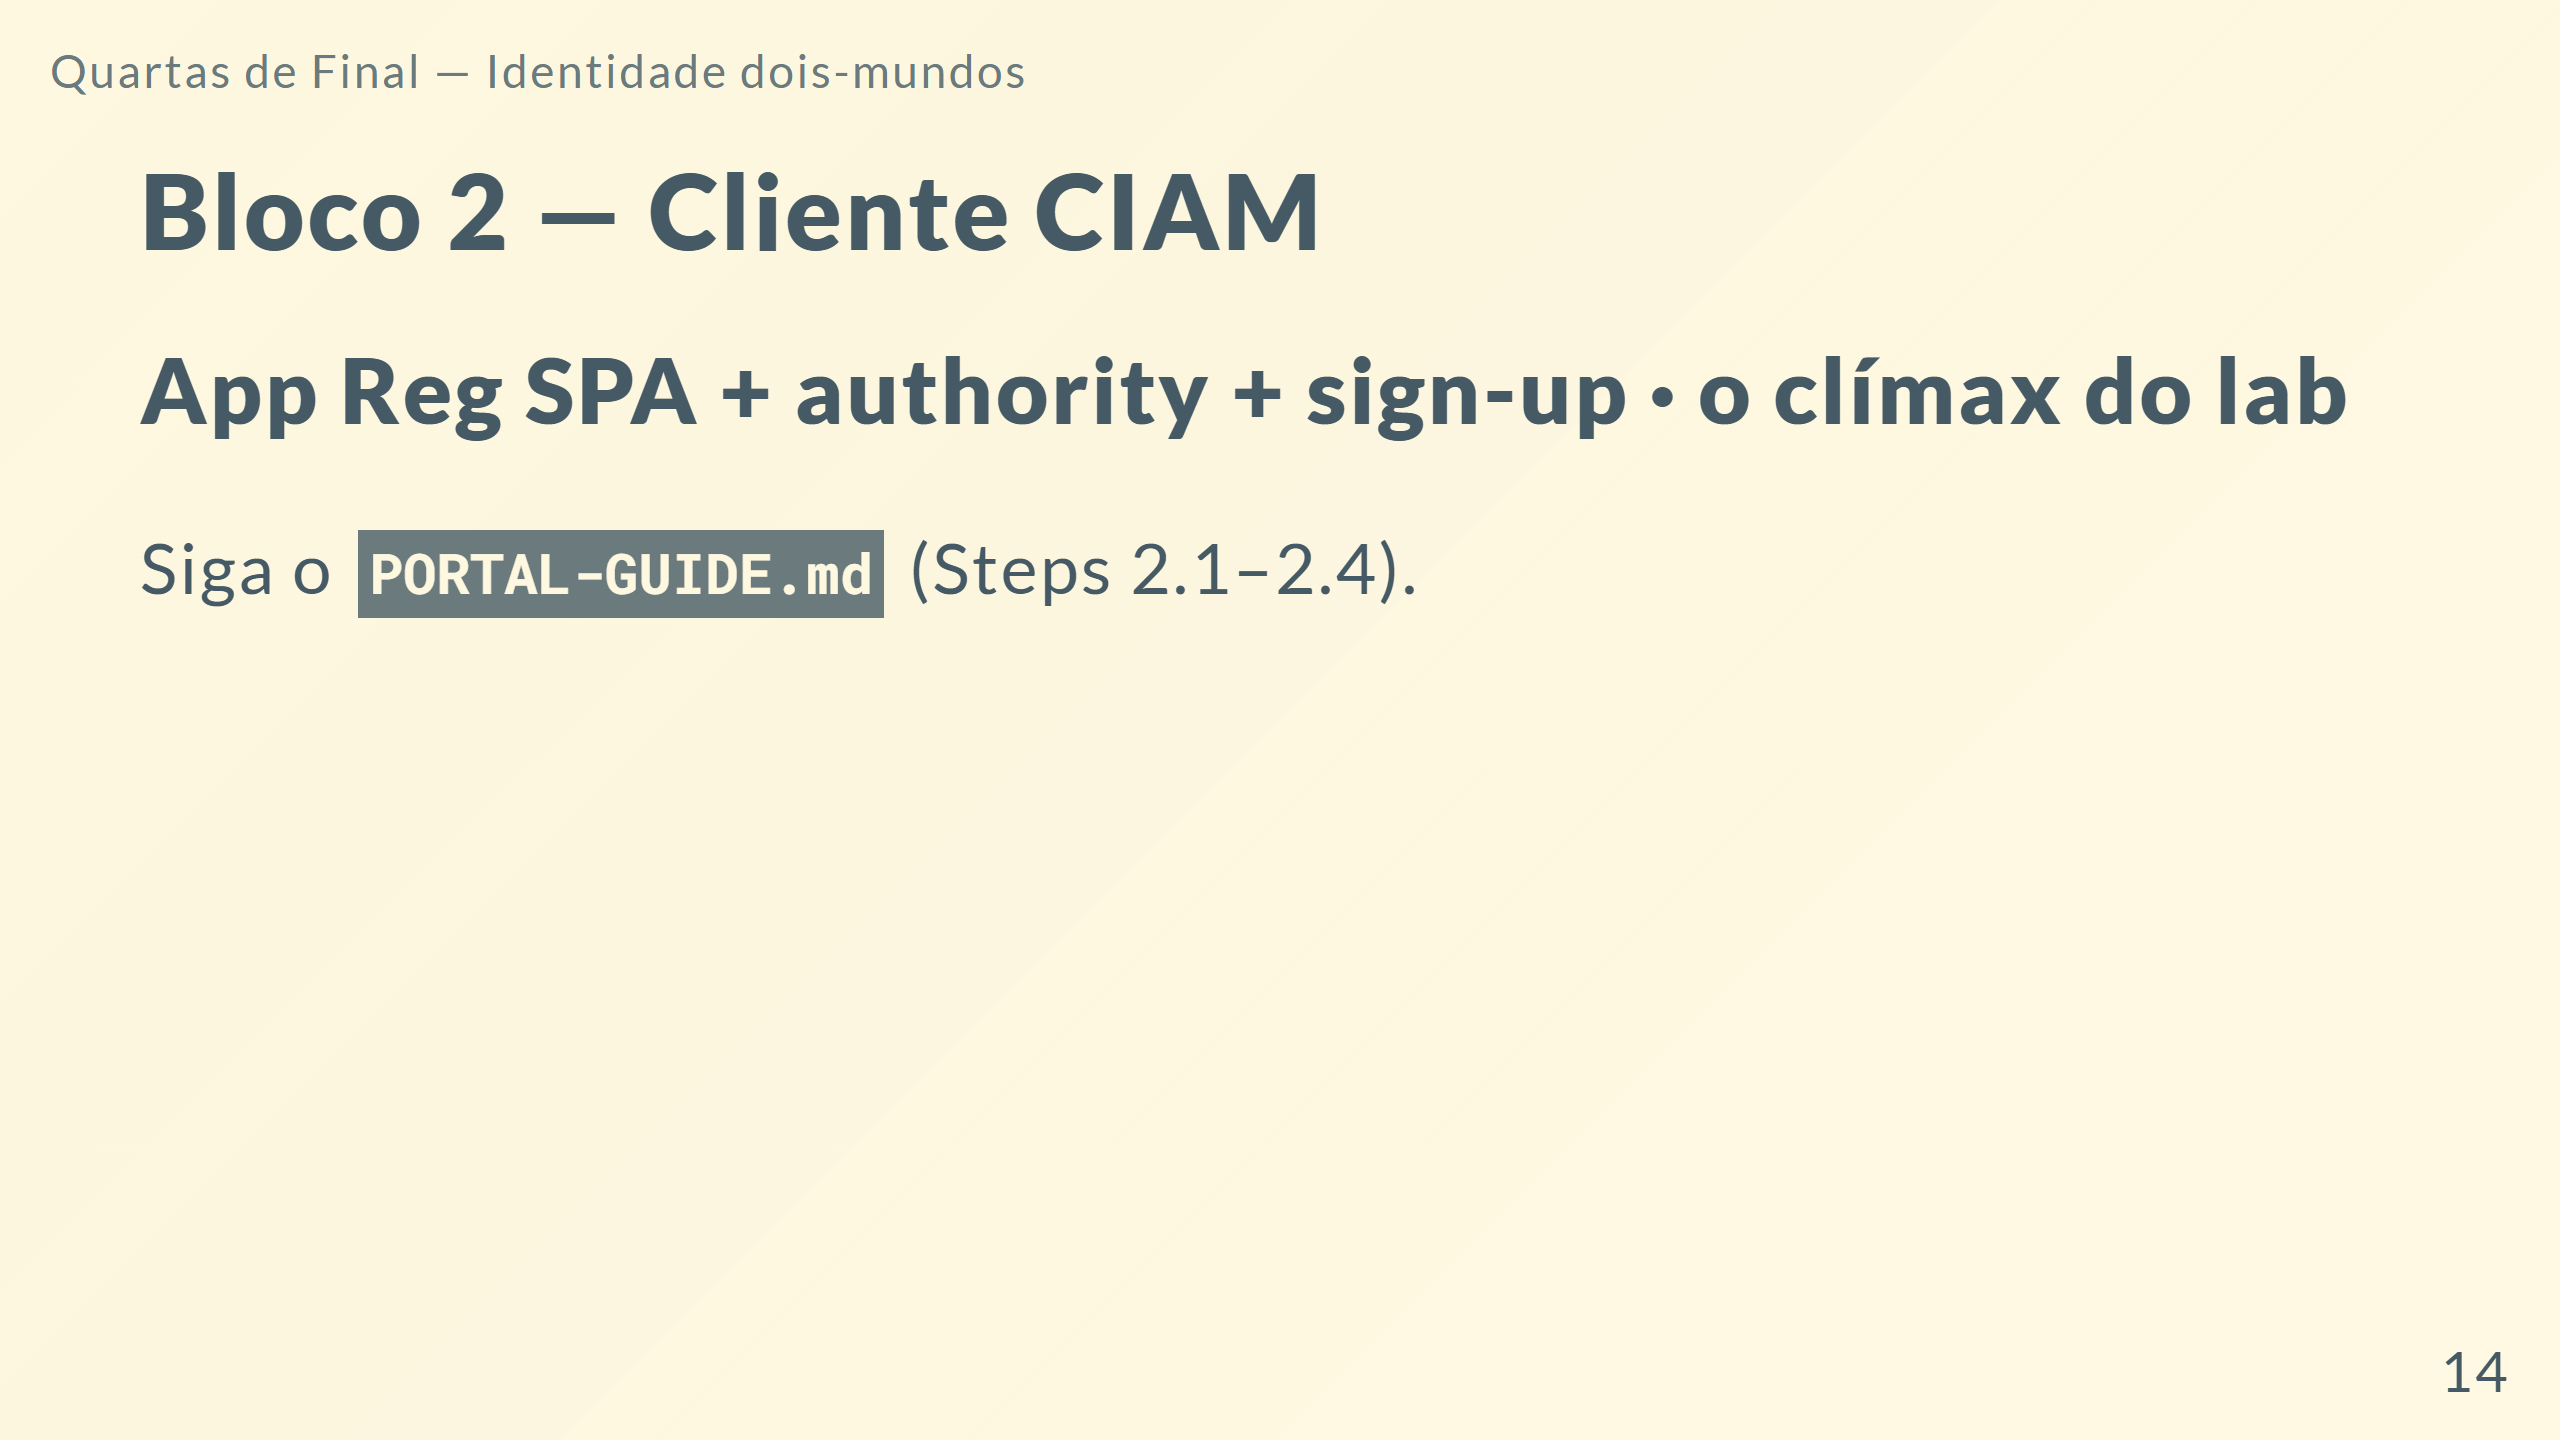 Quartas de Final — Identidade dois-mundos
Bloco 2 — Cliente CIAM
App Reg SPA + authority + sign-up · o clímax do lab
Siga o PORTAL-GUIDE.md (Steps 2.1–2.4).
14